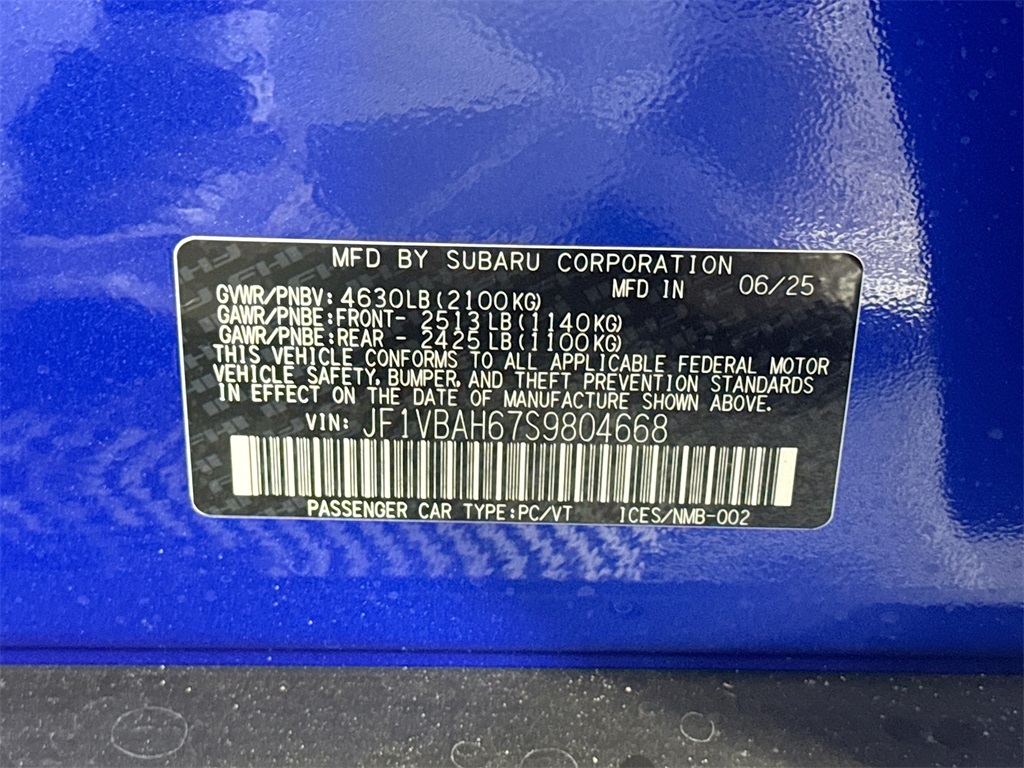 MFD BY SUBARU CORPORATION
MFD IN 06/25
GVWR/PNBV: 4630LB(2100KG)
GAWR/PNBE:FRONT- 2513LB(1140KG)
GAWR/PNBE:REAR - 2425LB(1100KG)
THIS VEHICLE CONFORMS TO ALL APPLICABLE FEDERAL MOTOR
VEHICLE SAFETY, BUMPER, AND THEFT PREVENTION STANDARDS
IN EFFECT ON THE DATE OF MANUFACTURE SHOWN ABOVE.
VIN: JF1VBAH67S9804668
PASSENGER CAR TYPE:PC/VT ICES/NMB-002